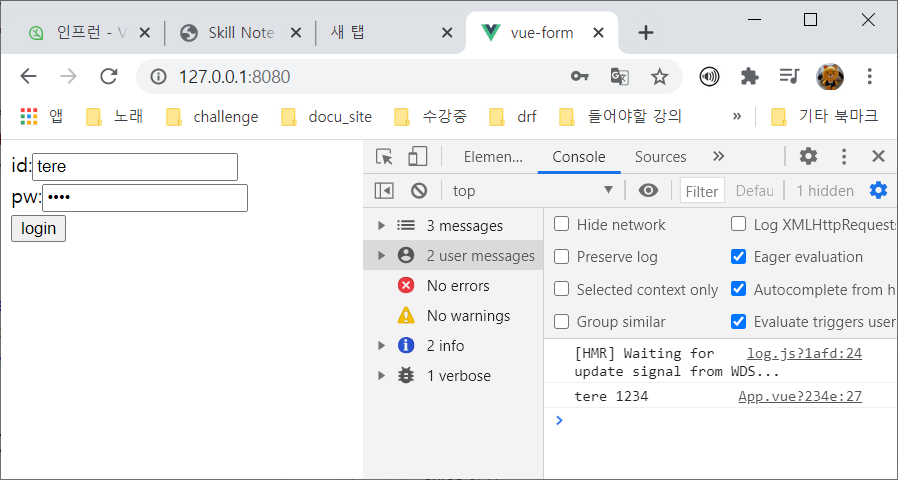 인프런 - V
Skill Note
새 탭
vue-form
127.0.0.1:8080
앱
노래
challenge
docu_site
수강중
drf
들어야할 강의
»
기타 북마크
id:tere
pw:••••
login
Elemen...
Console
Sources
»
top
Filter
Defau
1 hidden
3 messages
2 user messages
No errors
No warnings
2 info
1 verbose
Hide network
Log XMLHttpRequests
Preserve log
Eager evaluation
Selected context only
Autocomplete from h
Group similar
Evaluate triggers user
[HMR] Waiting for log.js?1afd:24
update signal from WDS...
tere 1234 App.vue?234e:27